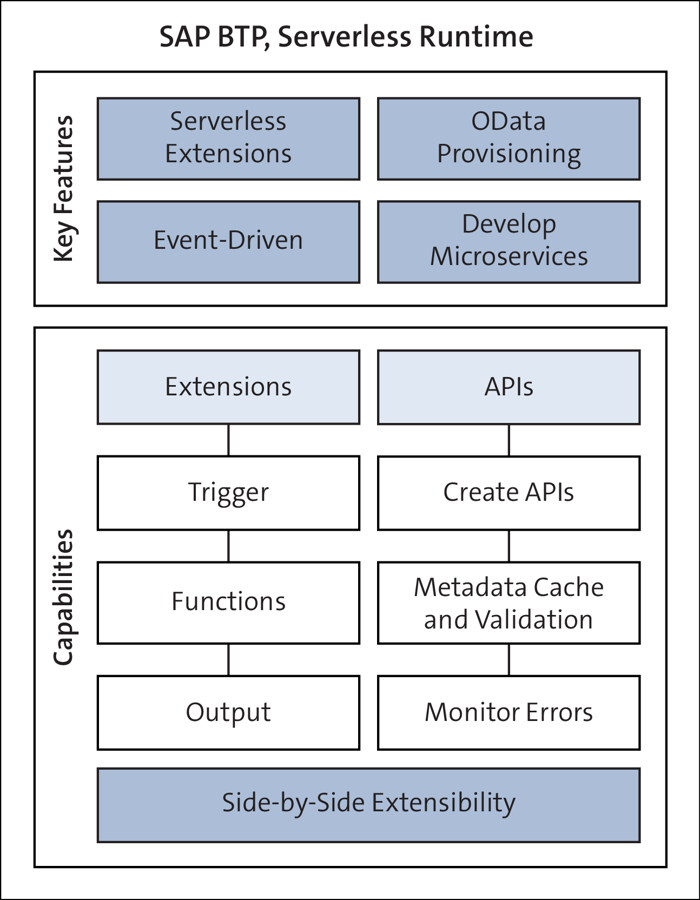 SAP BTP, Serverless Runtime
Key Features
Serverless
Extensions
OData
Provisioning
Event-Driven
Develop
Microservices
Capabilities
Extensions
APIs
Trigger
Create APIs
Functions
Metadada Cache
and Validation
Output
Monitor Errors
Side-by-Side Extensibility